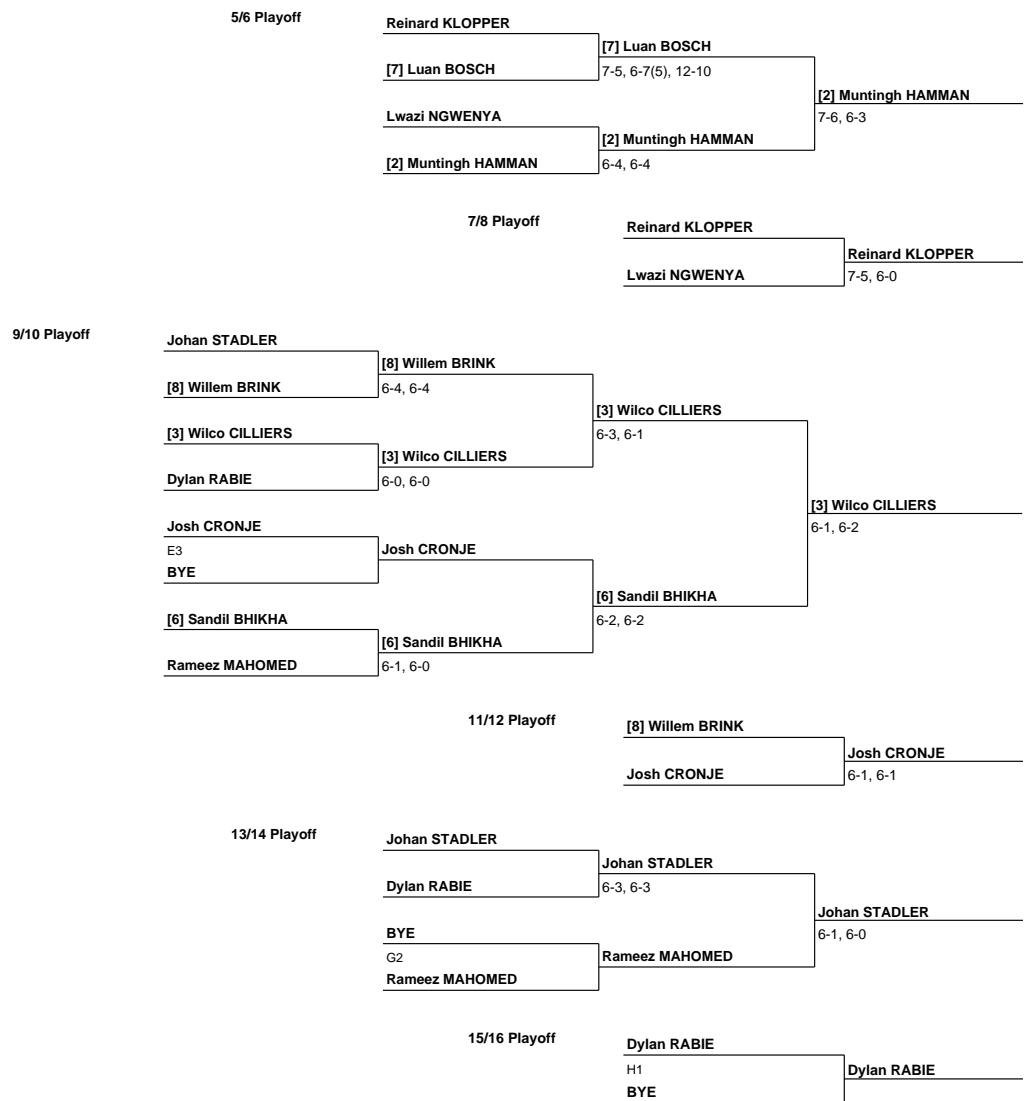 5/6 Playoff
Reinard KLOPPER
[7] Luan BOSCH
[7] Luan BOSCH
7-5, 6-7(5), 12-10
[2] Muntingh HAMMAN
Lwazi NGWENYA
7-6, 6-3
[2] Muntingh HAMMAN
[2] Muntingh HAMMAN
6-4, 6-4
7/8 Playoff
Reinard KLOPPER
Reinard KLOPPER
Lwazi NGWENYA
7-5, 6-0
9/10 Playoff
Johan STADLER
[8] Willem BRINK
[8] Willem BRINK
6-4, 6-4
[3] Wilco CILLIERS
[3] Wilco CILLIERS
6-3, 6-1
[3] Wilco CILLIERS
Dylan RABIE
6-0, 6-0
[3] Wilco CILLIERS
Josh CRONJE
6-1, 6-2
E3
Josh CRONJE
BYE
[6] Sandil BHIKHA
[6] Sandil BHIKHA
6-2, 6-2
[6] Sandil BHIKHA
Rameez MAHOMED
6-1, 6-0
11/12 Playoff
[8] Willem BRINK
Josh CRONJE
Josh CRONJE
6-1, 6-1
13/14 Playoff
Johan STADLER
Johan STADLER
Dylan RABIE
6-3, 6-3
Johan STADLER
BYE
6-1, 6-0
G2
Rameez MAHOMED
Rameez MAHOMED
15/16 Playoff
Dylan RABIE
H1
Dylan RABIE
BYE